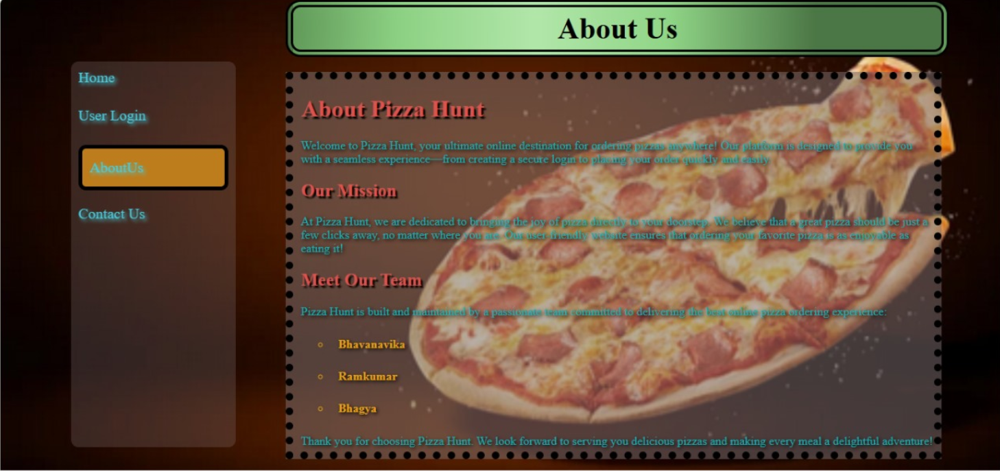 About Us
Home
User Login
AboutUs
Contact Us
About Pizza Hunt
Welcome to Pizza Hunt, your ultimate online destination for ordering pizzas anywhere! Our platform is designed to provide you
with a seamless experience—from creating a secure login to placing your order quickly and easily.
Our Mission
At Pizza Hunt, we are dedicated to bringing the joy of pizza directly to your doorstep. We believe that a great pizza should be just a
few clicks away, no matter where you are. Our user-friendly website ensures that ordering your favorite pizza is as enjoyable as
eating it!
Meet Our Team
Pizza Hunt is built and maintained by a passionate team committed to delivering the best online pizza ordering experience:
Bhavanavika
Ramkumar
Bhagya
Thank you for choosing Pizza Hunt. We look forward to serving you delicious pizzas and making every meal a delightful adventure!